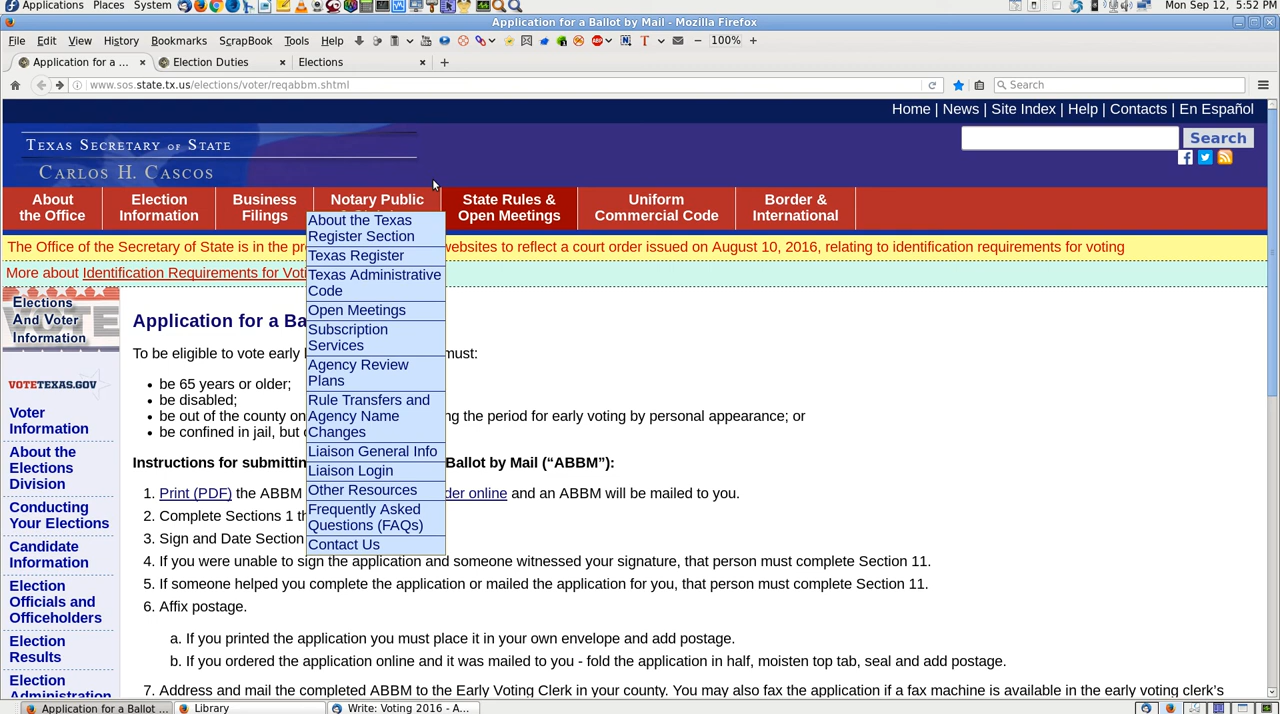 Applications Places System Mon Sep 12, 5:52 PM
Application for a Ballot by Mail - Mozilla Firefox
File Edit View History Bookmarks ScrapBook Tools Help 100%
Application for a ... Election Duties Elections
www.sos.state.tx.us/elections/voter/reqabbm.shtml Search
Home | News | Site Index | Help | Contacts | En Español
Texas Secretary of State
Search
Carlos H. Cascos
About the Office
Election Information
Business Filings
Notary Public
State Rules & Open Meetings
Uniform Commercial Code
Border & International
The Office of the Secretary of State is in the websites to reflect a court order issued on August 10, 2016, relating to identification requirements for voting
More about Identification Requirements for
About the Texas
Register Section
Texas Register
Texas Administrative
Code
Open Meetings
Subscription
Services
Agency Review
Plans
Rule Transfers and
Agency Name
Changes
Liaison General Info
Liaison Login
Other Resources
Frequently Asked
Questions (FAQs)
Contact Us
Elections
And Voter
Information
VOTE
VOTETEXAS.GOV
Voter
Information
About the
Elections
Division
Conducting
Your Elections
Candidate
Information
Election
Officials and
Officeholders
Election
Results
Election
Administration
Application for a
To be eligible to vote early must:
• be 65 years or older;
• be disabled;
• be out of the county on the period for early voting by personal appearance; or
• be confined in jail, but
Instructions for Ballot by Mail (“ABBM”):
1. Print (PDF) the ABBM online and an ABBM will be mailed to you.
2. Complete Sections 1
3. Sign and Date Section
4. If you were unable to sign the application and someone witnessed your signature, that person must complete Section 11.
5. If someone helped you complete the application or mailed the application for you, that person must complete Section 11.
6. Affix postage.
a. If you printed the application you must place it in your own envelope and add postage.
b. If you ordered the application online and it was mailed to you - fold the application in half, moisten top tab, seal and add postage.
7. Address and mail the completed ABBM to the Early Voting Clerk in your county. You may also fax the application if a fax machine is available in the early voting clerk’s
Application for a Ballot ... Library Write: Voting 2016 - A...